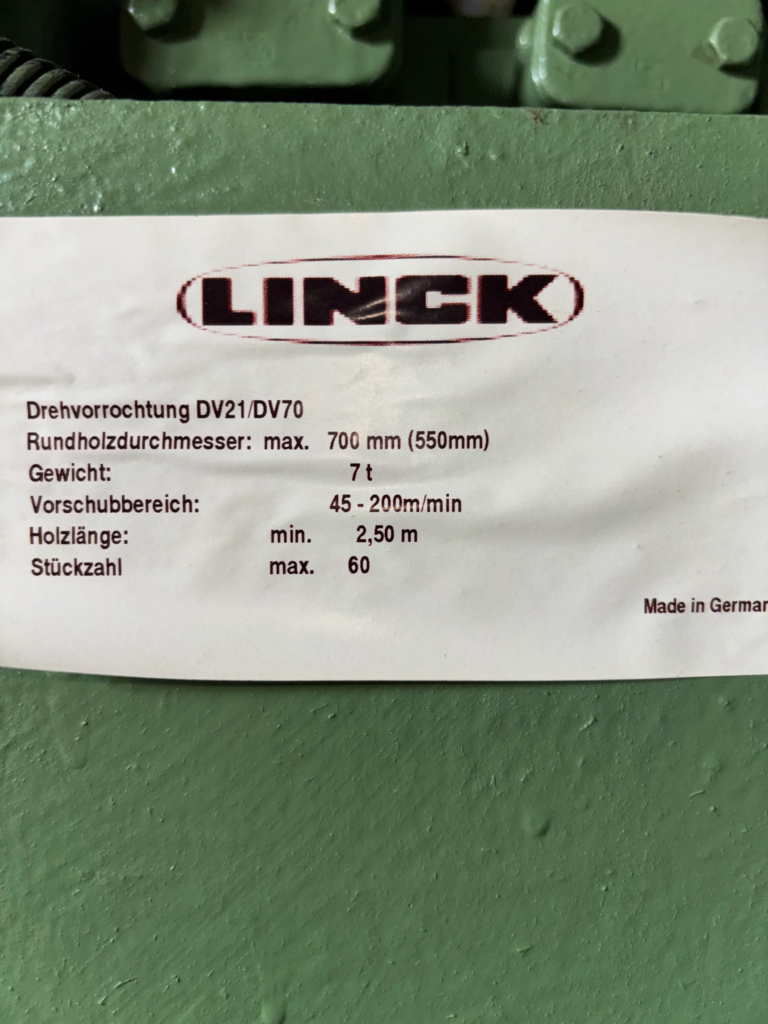 LINCK
Drehvorrochtung DV21/DV70
Rundholzdurchmesser: max. 700 mm (550mm)
Gewicht: 7 t
Vorschubbereich: 45 - 200m/min
Holzlänge: min. 2,50 m
Stückzahl max. 60
Made in German